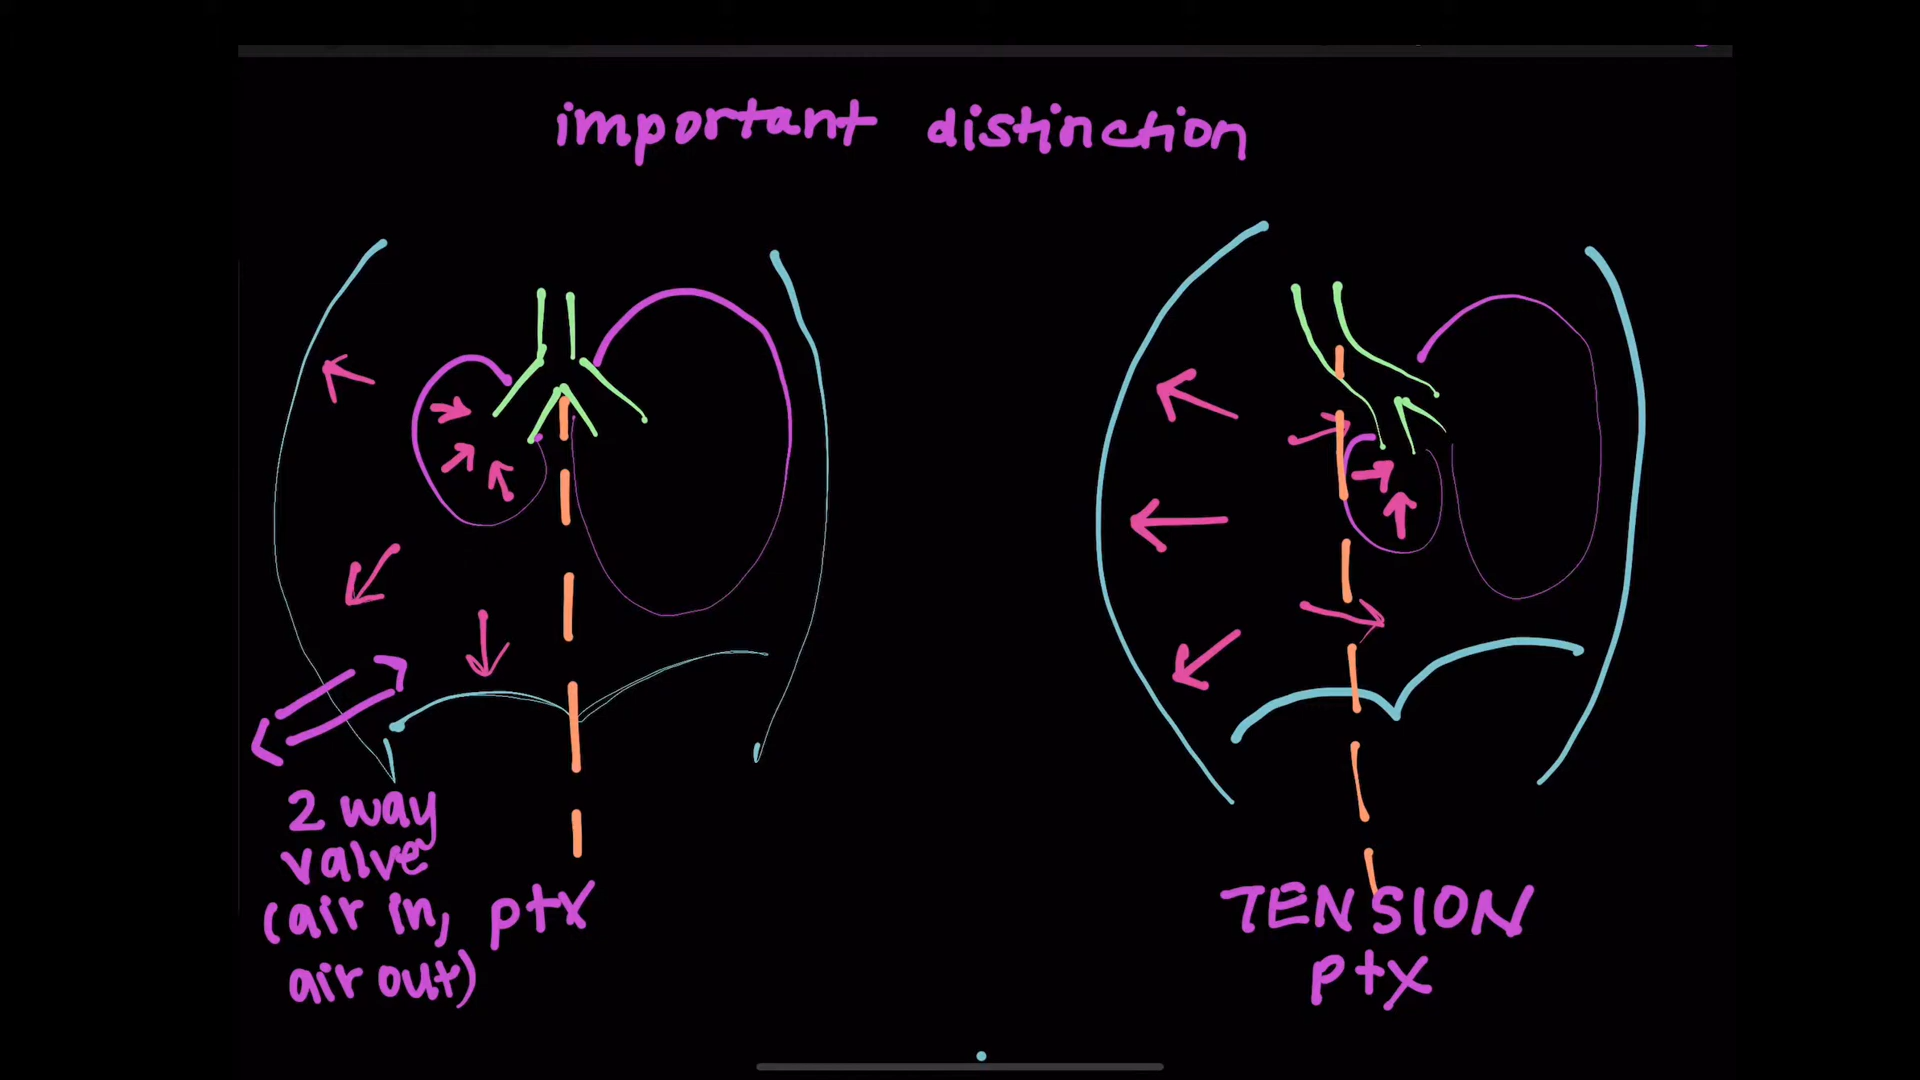 important distinction
2 way
valve
(air in,
air out)
ptx
TENSION
ptx